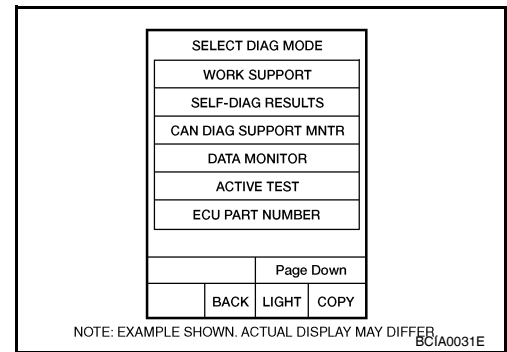 SELECT DIAG MODE
WORK SUPPORT
SELF-DIAG RESULTS
CAN DIAG SUPPORT MNTR
DATA MONITOR
ACTIVE TEST
ECU PART NUMBER
Page Down
BACK LIGHT COPY
NOTE: EXAMPLE SHOWN. ACTUAL DISPLAY MAY DIFFER.
BCIA0031E